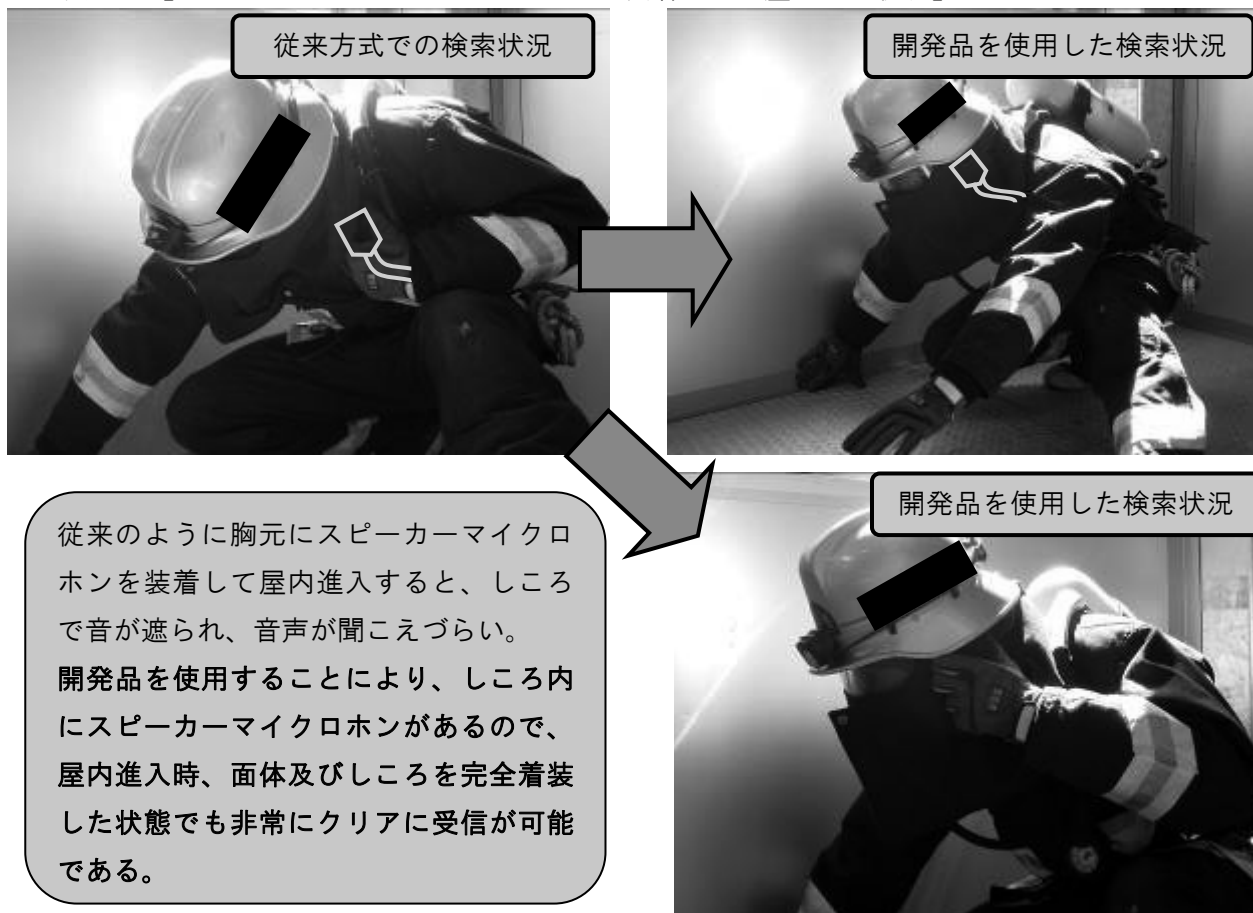 従来方式での検索状況
開発品を使用した検索状況
開発品を使用した検索状況
従来のように胸元にスピーカーマイクロ
ホンを装着して屋内進入すると、しころ
で音が遮られ、音声が聞こえづらい。
開発品を使用することにより、しころ内
にスピーカーマイクロホンがあるので、
屋内進入時、面体及びしころを完全着装
した状態でも非常にクリアに受信が可能
である。